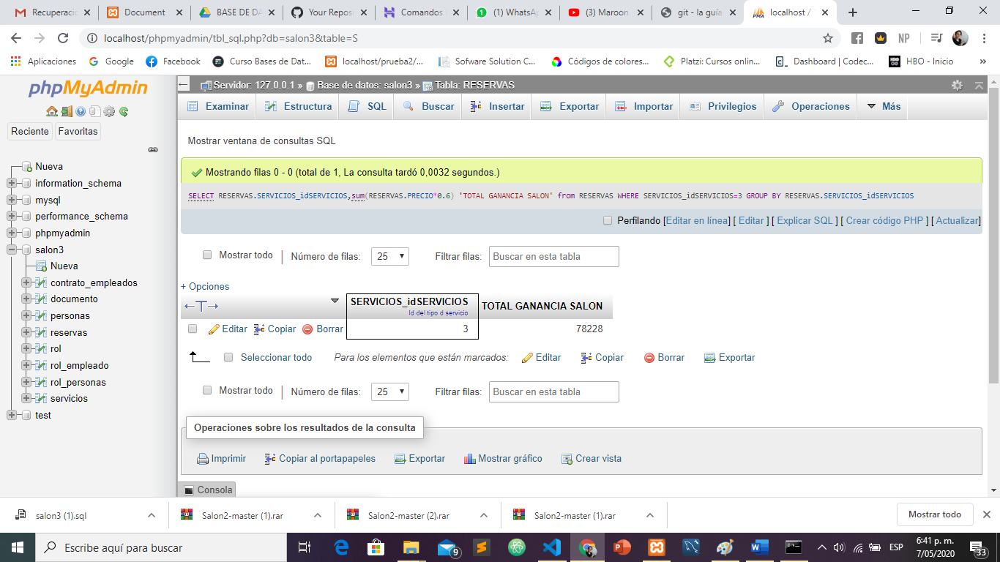 Recuperació
Document
BASE DE DA
Your Repos
Comandos
(1) WhatsA
(3) Maroon
git - la guía
localhost /
localhost/phpmyadmin/tbl_sql.php?db=salon3&table=S
NP
Aplicaciones
Google
Facebook
Curso Bases de Dat...
localhost/prueba2/...
Sofware Solution C...
Códigos de colores...
Platzi: Cursos onlin...
Dashboard | Codec...
HBO - Inicio
»
phpMyAdmin
Reciente
Favoritas
Nueva
information_schema
mysql
performance_schema
phpmyadmin
salon3
Nueva
contrato_empleados
documento
personas
reservas
rol
rol_empleado
rol_personas
servicios
test
Servidor: 127.0.0.1 » Base de datos: salon3 » Tabla: RESERVAS
Examinar
Estructura
SQL
Buscar
Insertar
Exportar
Importar
Privilegios
Operaciones
Más
Mostrar ventana de consultas SQL
Mostrando filas 0 - 0 (total de 1, La consulta tardó 0,0032 segundos.)
SELECT RESERVAS.SERVICIOS_idSERVICIOS,sum(RESERVAS.PRECIO*0.6) 'TOTAL GANANCIA SALON' from RESERVAS WHERE SERVICIOS_idSERVICIOS=3 GROUP BY RESERVAS.SERVICIOS_idSERVICIOS
Perfilando [Editar en línea] [ Editar ] [ Explicar SQL ] [ Crear código PHP ] [ Actualizar]
Mostrar todo
Número de filas: 25
Filtrar filas: Buscar en esta tabla
+ Opciones
SERVICIOS_idSERVICIOS
Id del tipo d servicio
TOTAL GANANCIA SALON
Editar
Copiar
Borrar
3
78228
Seleccionar todo
Para los elementos que están marcados:
Editar
Copiar
Borrar
Exportar
Mostrar todo
Número de filas: 25
Filtrar filas: Buscar en esta tabla
Operaciones sobre los resultados de la consulta
Imprimir
Copiar al portapapeles
Exportar
Mostrar gráfico
Crear vista
Consola
salon3 (1).sql
Salon2-master (1).rar
Salon2-master (2).rar
Salon2-master (1).rar
Mostrar todo
Escribe aquí para buscar
9
ESP
6:41 p. m.
7/05/2020
33